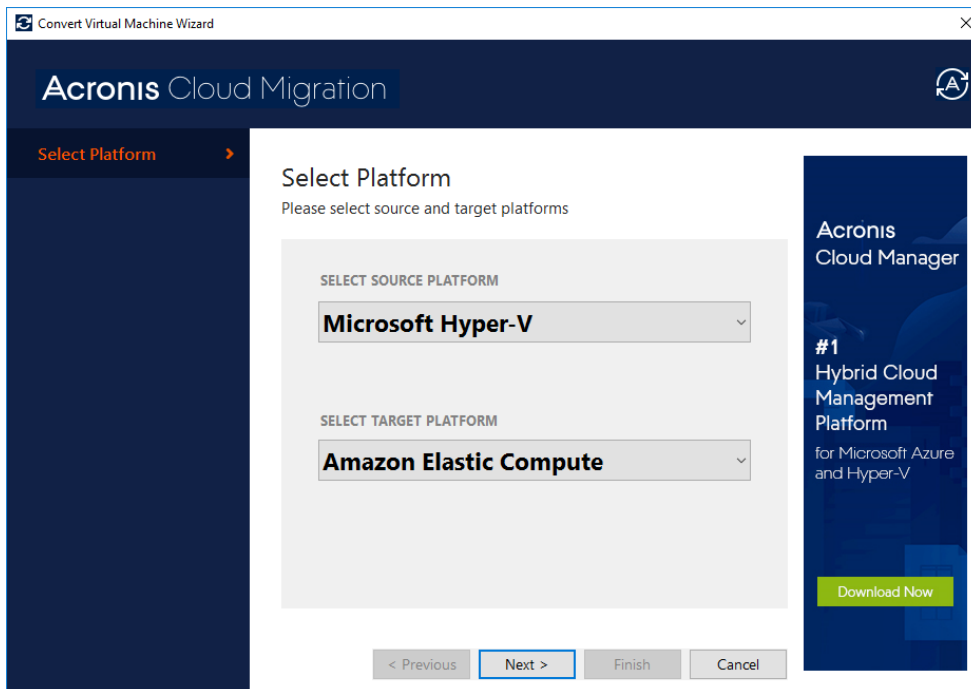 Convert Virtual Machine Wizard
Acronis Cloud Migration
A
Select Platform
Select Platform
Please select source and target platforms
SELECT SOURCE PLATFORM
Microsoft Hyper-V
SELECT TARGET PLATFORM
Amazon Elastic Compute
< Previous
Next >
Finish
Cancel
Acronis
Cloud Manager
#1
Hybrid Cloud
Management
Platform
for Microsoft Azure
and Hyper-V
Download Now